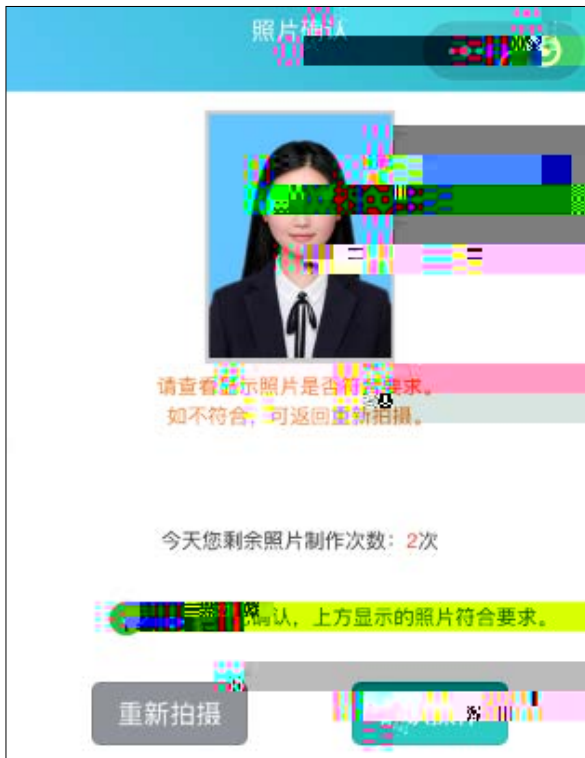 照片确认
请查看显示照片是否符合要求。
如不符合，可返回重新拍摄。
今天您剩余照片制作次数：2次
确认，上方显示的照片符合要求。
重新拍摄